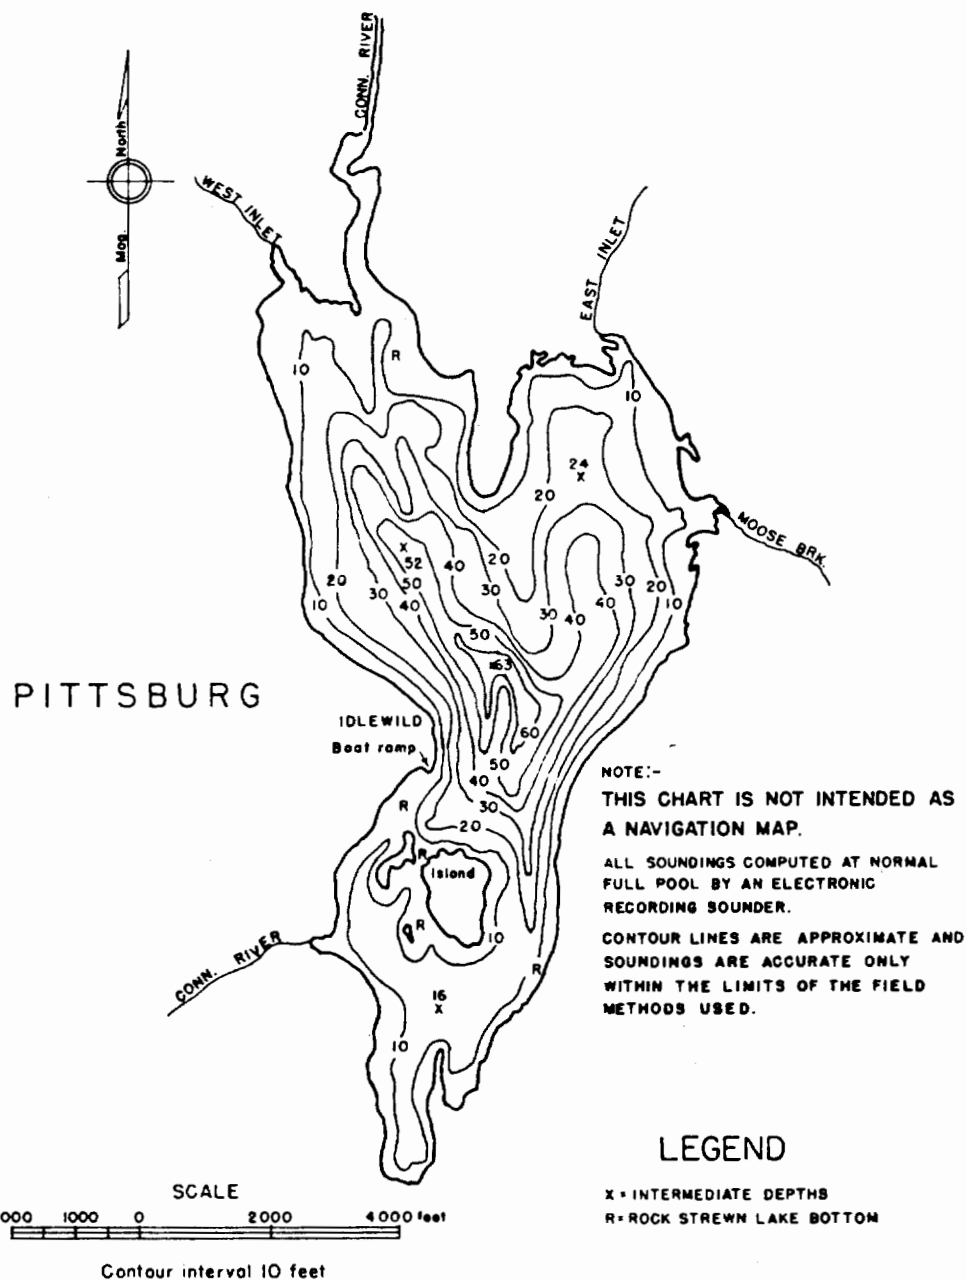 CONN. RIVER
North
Mag.
WEST INLET
EAST INLET
R
10
10
24
X
20
MOOSE BRK.
X
52
20
50
40
20
30
20
10
10
30
40
30
30
40
40
50
63
PITTSBURG
IDLEWILD
Boat ramp
60
50
40
30
20
R
R
Island
R
10
CONN. RIVER
R
16
X
10
NOTE:-
THIS CHART IS NOT INTENDED AS
A NAVIGATION MAP.
ALL SOUNDINGS COMPUTED AT NORMAL
FULL POOL BY AN ELECTRONIC
RECORDING SOUNDER.
CONTOUR LINES ARE APPROXIMATE AND
SOUNDINGS ARE ACCURATE ONLY
WITHIN THE LIMITS OF THE FIELD
METHODS USED.
LEGEND
X = INTERMEDIATE DEPTHS
R = ROCK STREWN LAKE BOTTOM
SCALE
000 1000 0 2000 4000 feet
Contour interval 10 feet